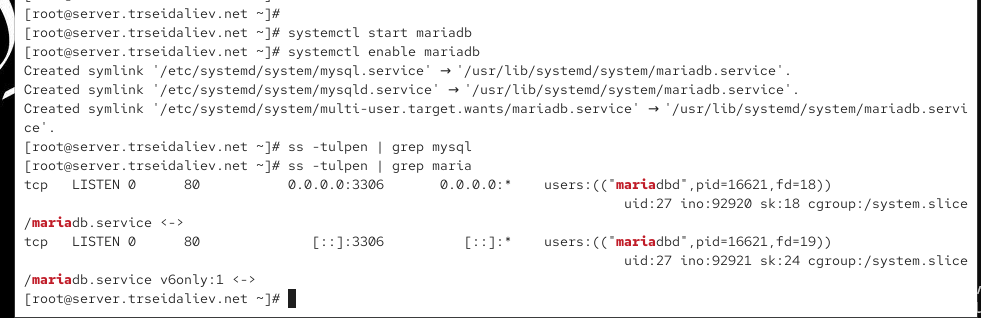 [root@server.trseidaliev.net ~]#
[root@server.trseidaliev.net ~]# systemctl start mariadb
[root@server.trseidaliev.net ~]# systemctl enable mariadb
Created symlink '/etc/systemd/system/mysql.service' → '/usr/lib/systemd/system/mariadb.service'.
Created symlink '/etc/systemd/system/mysqld.service' → '/usr/lib/systemd/system/mariadb.service'.
Created symlink '/etc/systemd/system/multi-user.target.wants/mariadb.service' → '/usr/lib/systemd/system/mariadb.servi
ce'.
[root@server.trseidaliev.net ~]# ss -tulpen | grep mysql
[root@server.trseidaliev.net ~]# ss -tulpen | grep maria
tcp   LISTEN 0      80           0.0.0.0:3306       0.0.0.0:*    users:(("mariadbd",pid=16621,fd=18))
uid:27 ino:92920 sk:18 cgroup:/system.slice
/mariadb.service <->
tcp   LISTEN 0      80              [::]:3306          [::]:*    users:(("mariadbd",pid=16621,fd=19))
uid:27 ino:92921 sk:24 cgroup:/system.slice
/mariadb.service v6only:1 <->
[root@server.trseidaliev.net ~]#